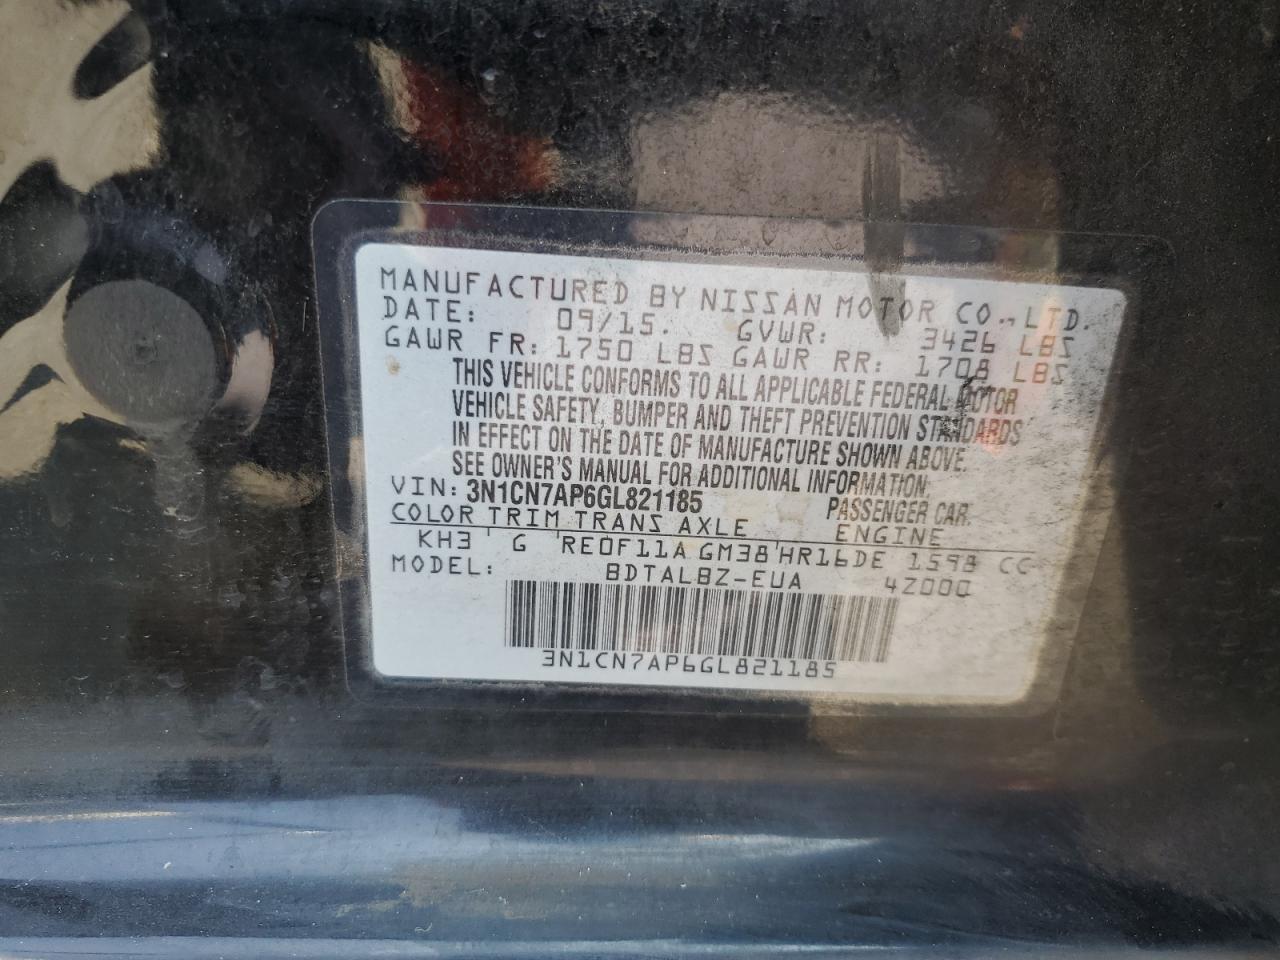 MANUFACTURED BY NISSAN MOTOR CO., LTD.
DATE: 09/15. GVWR: 3426 LBS
GAWR FR: 1750 LBS GAWR RR: 1708 LBS
THIS VEHICLE CONFORMS TO ALL APPLICABLE FEDERAL MOTOR
VEHICLE SAFETY, BUMPER AND THEFT PREVENTION STANDARDS
IN EFFECT ON THE DATE OF MANUFACTURE SHOWN ABOVE.
SEE OWNER'S MANUAL FOR ADDITIONAL INFORMATION.
VIN: 3N1CN7AP6GL821185 PASSENGER CAR.
COLOR TRIM TRANS AXLE ENGINE
KH3 G RE0F11A GM38 HR16DE 1598 CC
MODEL: BDTALBZ-EUA 4Z000
3N1CN7AP6GL821185